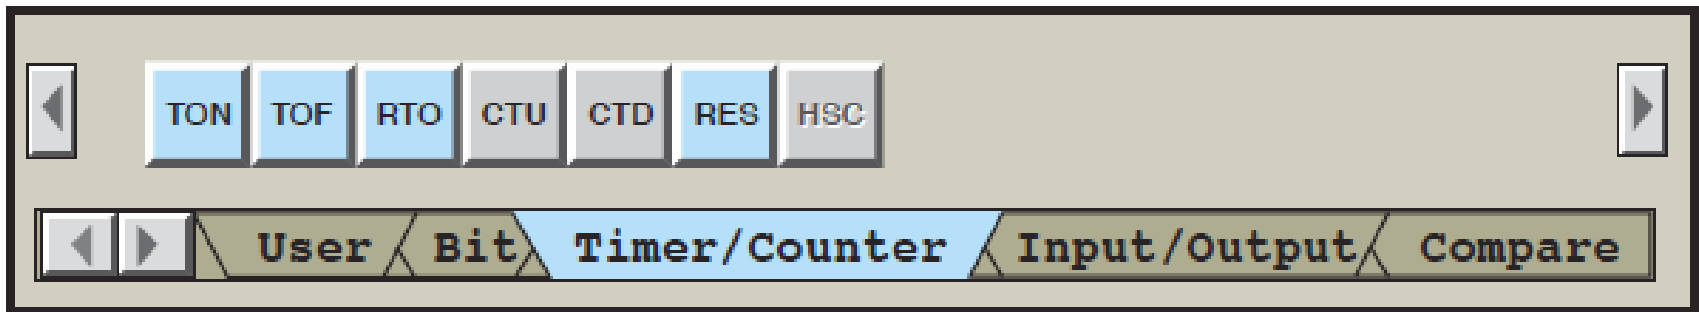 TON TOF RTO CTU CTD RES HSC
User Bit Timer/Counter Input/Output Compare